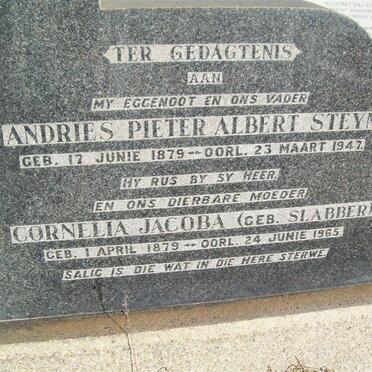 TER GEDAGTENIS
AAN
MY EGGENOOT EN ONS VADER
ANDRIES PIETER ALBERT STEYN
GEB. 17 JUNIE 1879 — OORL. 23 MAART 1947.
HY RUS BY SY HEER.
EN ONS DIERBARE MOEDER
CORNELIA JACOBA (GEB. SLABBER)
GEB. 1 APRIL 1879 — OORL. 24 JUNIE 1965.
SALIG IS DIE WAT IN DIE HERE STERWE.